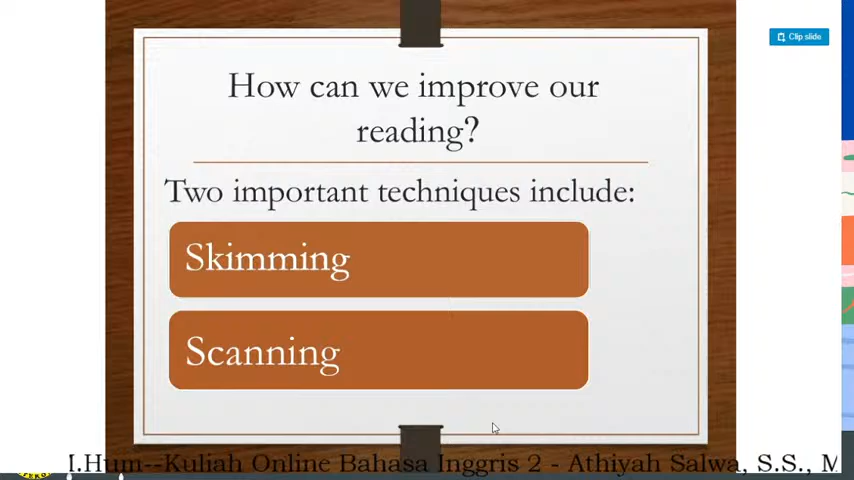 Clip slide
How can we improve our
reading?
Two important techniques include:
Skimming
Scanning
I.Hum--Kuliah Online Bahasa Inggris 2 - Athiyah Salwa, S.S., M